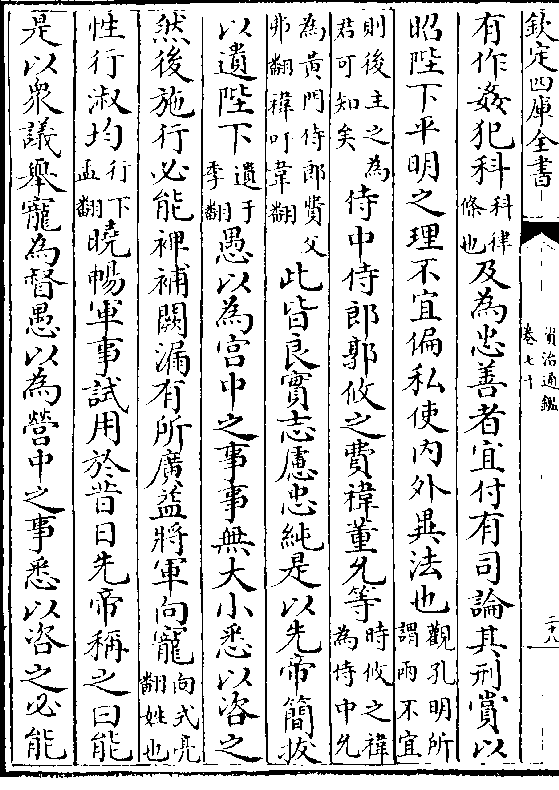 欽定四庫全書
資治通鑑
卷七十
有作姦犯科科律條也及為忠善者宜付有司論其刑賞以
昭陛下平明之理不宜偏私使内外異法也觀孔明所謂兩不宜
則後主之為君可知矣侍中侍郎郭攸之費禕董允等時攸之禕為侍中允
為黃門侍郎費父弗翻禕吁韋翻此皆良實志慮忠純是以先帝簡拔
以遺陛下遺于季翻愚以為宫中之事事無大小悉以咨之
然後施行必能裨補闕漏有所廣益將軍向寵向式亮翻姓也
性行淑均行下孟翻曉暢軍事試用於昔日先帝稱之曰能
是以衆議舉寵為督愚以為營中之事悉以咨之必能